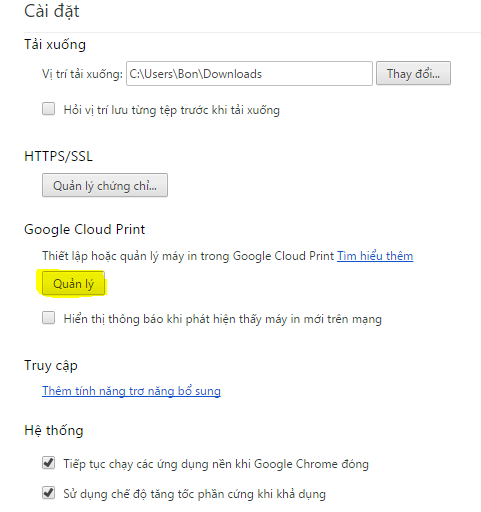 Cài đặt
Tải xuống
Vị trí tải xuống: C:\Users\Bon\Downloads Thay đổi...
Hỏi vị trí lưu từng tệp trước khi tải xuống
HTTPS/SSL
Quản lý chứng chỉ...
Google Cloud Print
Thiết lập hoặc quản lý máy in trong Google Cloud Print Tìm hiểu thêm
Quản lý
Hiển thị thông báo khi phát hiện thấy máy in mới trên mạng
Truy cập
Thêm tính năng trợ năng bổ sung
Hệ thống
Tiếp tục chạy các ứng dụng nền khi Google Chrome đóng
Sử dụng chế độ tăng tốc phần cứng khi khả dụng